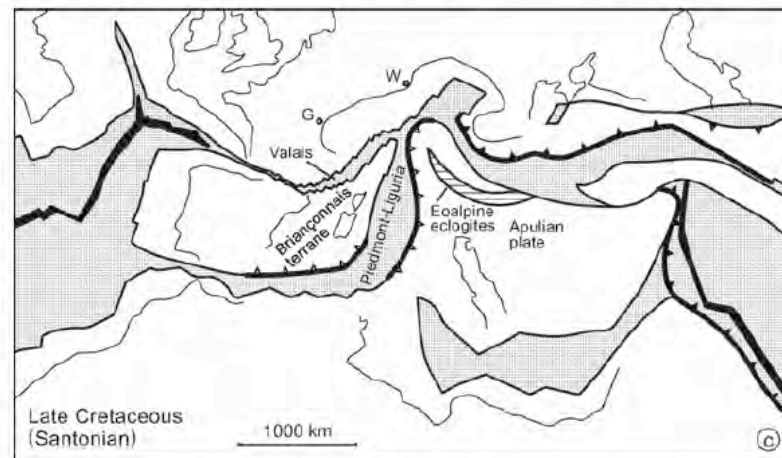 W
G
Valais
Briançonnais
terrane
Piedmont-Liguria
Eoalpine
eclogites
Apulian
plate
Late Cretaceous
(Santonian)
1000 km
c